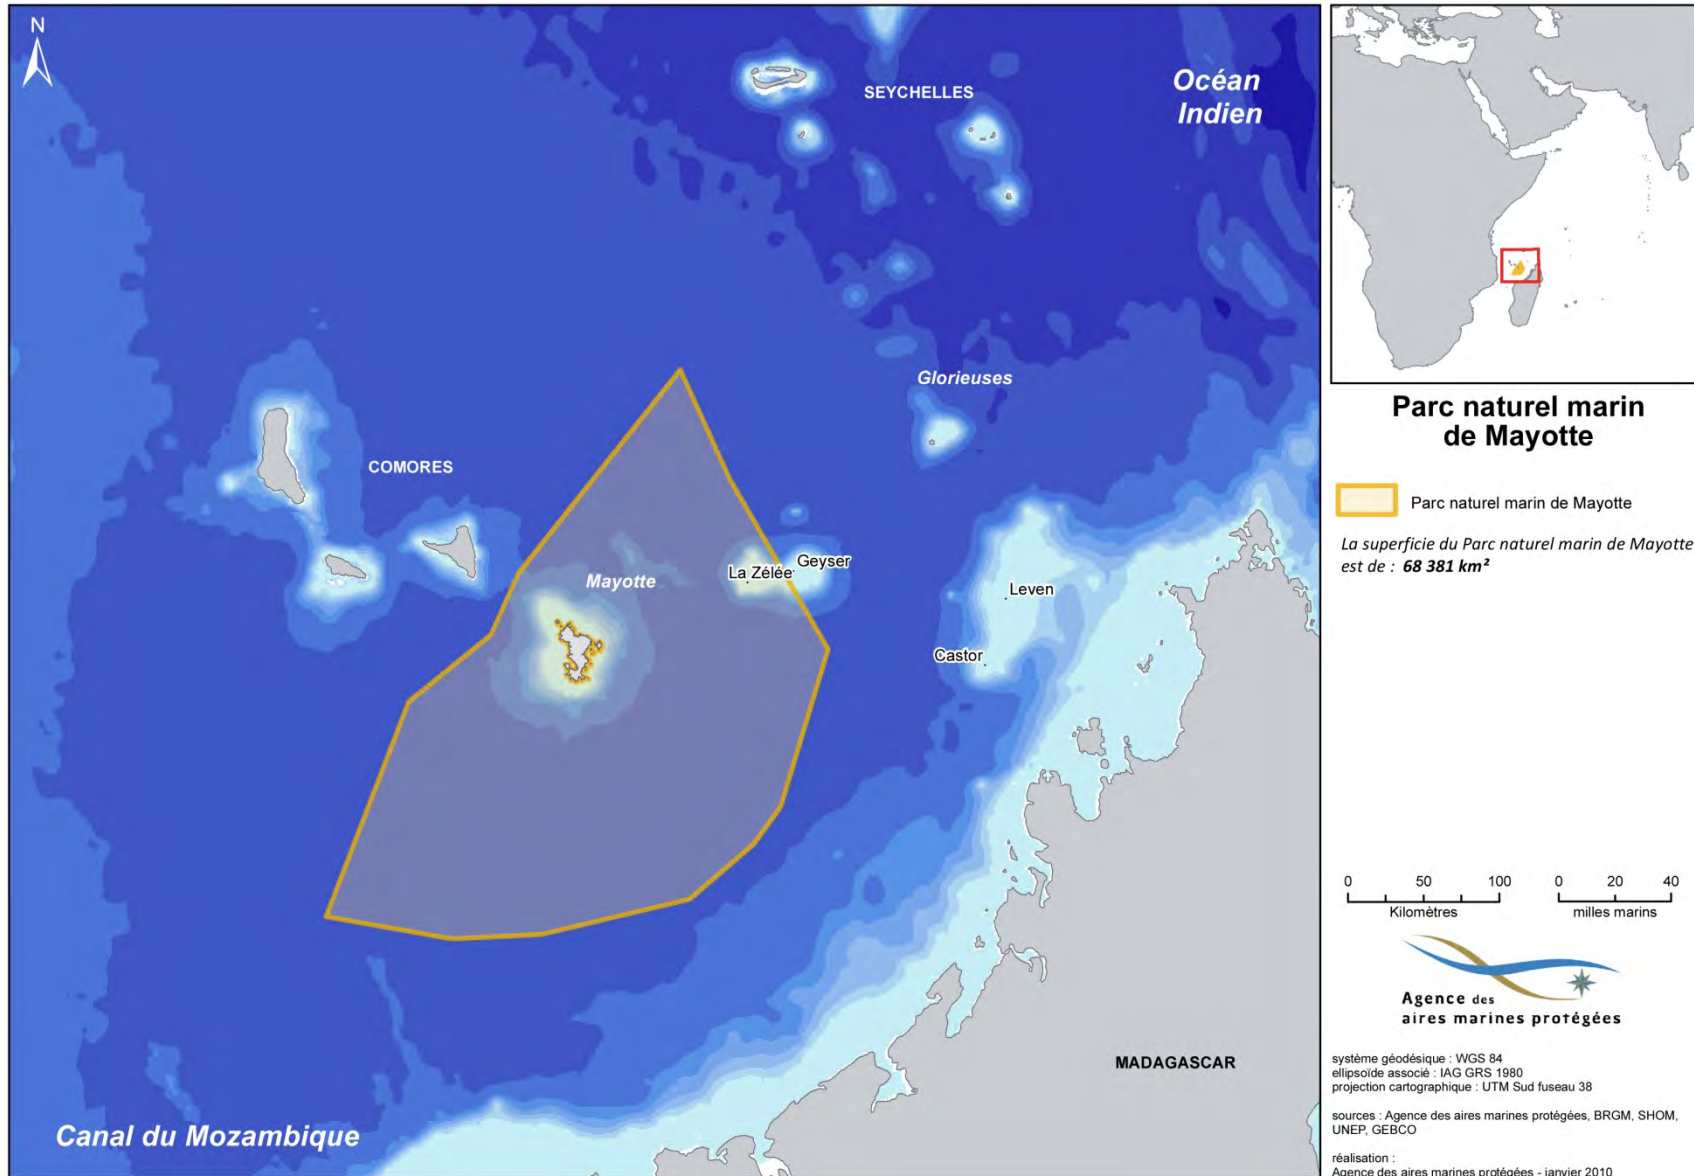 N
SEYCHELLES
Océan
Indien
Glorieuses
COMORES
Mayotte
La Zélée
Geyser
Leven
Castor
MADAGASCAR
Canal du Mozambique
Parc naturel marin
de Mayotte
Parc naturel marin de Mayotte
La superficie du Parc naturel marin de Mayotte
est de : 68 381 km²
0 50 100 0 20 40
Kilomètres milles marins
Agence des
aires marines protégées
système géodésique : WGS 84
ellipsoïde associé : IAG GRS 1980
projection cartographique : UTM Sud fuseau 38
sources : Agence des aires marines protégées, BRGM, SHOM,
UNEP, GEBCO
réalisation :
Agence des aires marines protégées - janvier 2010